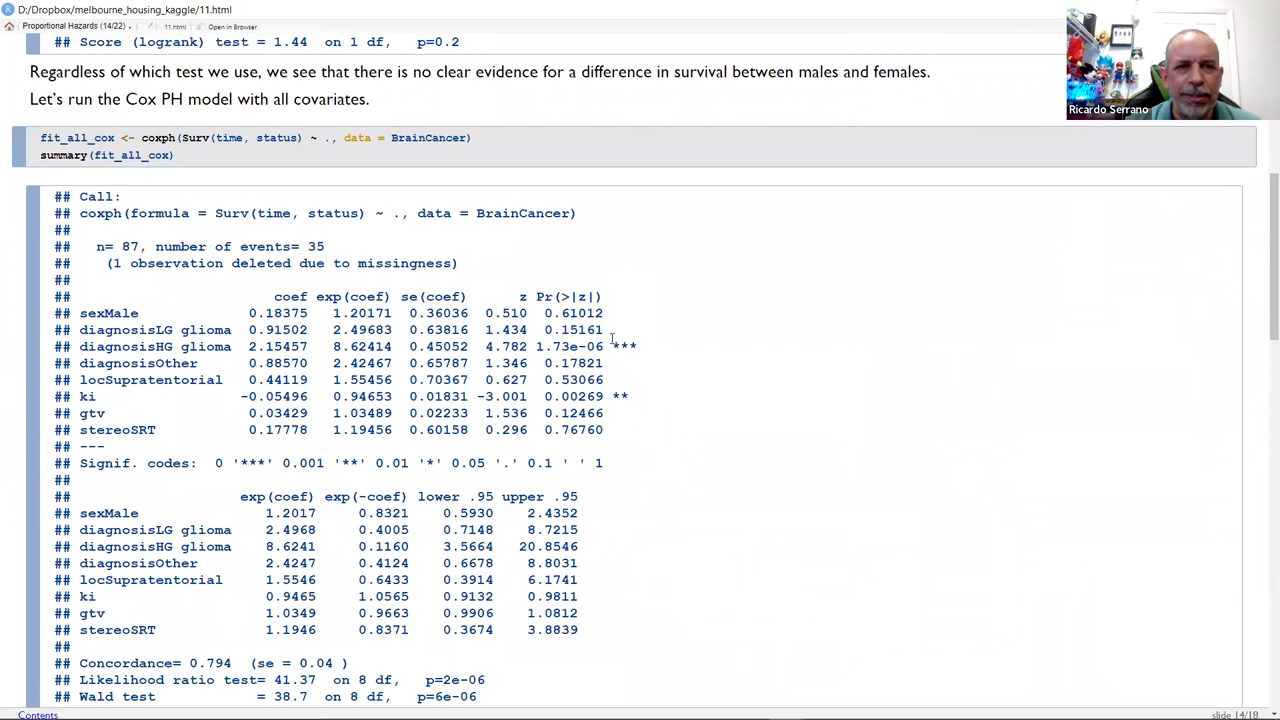 D:/Dropbox/melbourne_housing_kaggle/11.html
Proportional Hazards (14/22) 11.html Open in Browser
## Score (logrank) test = 1.44  on 1 df,   p=0.2
Regardless of which test we use, we see that there is no clear evidence for a difference in survival between males and females.
Let's run the Cox PH model with all covariates.
fit_all_cox <- coxph(Surv(time, status) ~ ., data = BrainCancer)
summary(fit_all_cox)
## Call:
## coxph(formula = Surv(time, status) ~ ., data = BrainCancer)
##
##   n= 87, number of events= 35
##    (1 observation deleted due to missingness)
##
##                        coef exp(coef) se(coef)      z Pr(>|z|)
## sexMale             0.18375   1.20171  0.36036  0.510  0.61012
## diagnosisLG glioma  0.91502   2.49683  0.63816  1.434  0.15161
## diagnosisHG glioma  2.15457   8.62414  0.45052  4.782 1.73e-06 ***
## diagnosisOther      0.88570   2.42467  0.65787  1.346  0.17821
## locSupratentorial   0.44119   1.55456  0.70367  0.627  0.53066
## ki                 -0.05496   0.94653  0.01831 -3.001  0.00269 **
## gtv                 0.03429   1.03489  0.02233  1.536  0.12466
## stereoSRT           0.17778   1.19456  0.60158  0.296  0.76760
## ---
## Signif. codes:  0 '***' 0.001 '**' 0.01 '*' 0.05 '.' 0.1 ' ' 1
##
##                    exp(coef) exp(-coef) lower .95 upper .95
## sexMale               1.2017     0.8321    0.5930    2.4352
## diagnosisLG glioma    2.4968     0.4005    0.7148    8.7215
## diagnosisHG glioma    8.6241     0.1160    3.5664   20.8546
## diagnosisOther        2.4247     0.4124    0.6678    8.8031
## locSupratentorial     1.5546     0.6433    0.3914    6.1741
## ki                    0.9465     1.0565    0.9132    0.9811
## gtv                   1.0349     0.9663    0.9906    1.0812
## stereoSRT             1.1946     0.8371    0.3674    3.8839
##
## Concordance= 0.794  (se = 0.04 )
## Likelihood ratio test= 41.37  on 8 df,   p=2e-06
## Wald test            = 38.7  on 8 df,   p=6e-06
Contents
slide 14/18
Ricardo Serrano